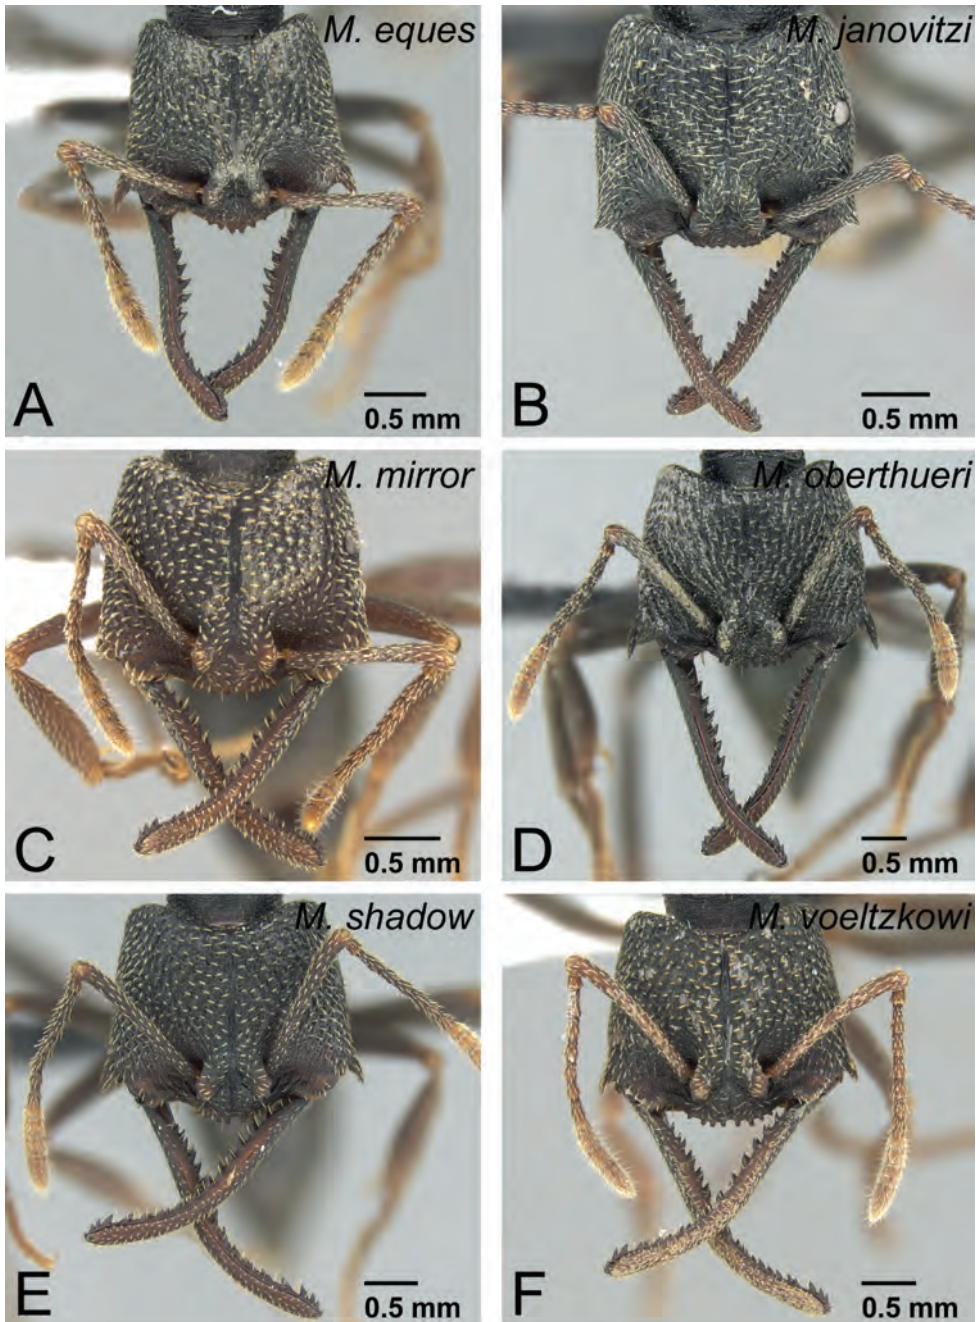 M. eques
M. janovitzi
A
0.5 mm
B
0.5 mm
M. mirror
M. oberthueri
C
0.5 mm
D
0.5 mm
M. shadow
M. voeltzkowi
E
0.5 mm
F
0.5 mm